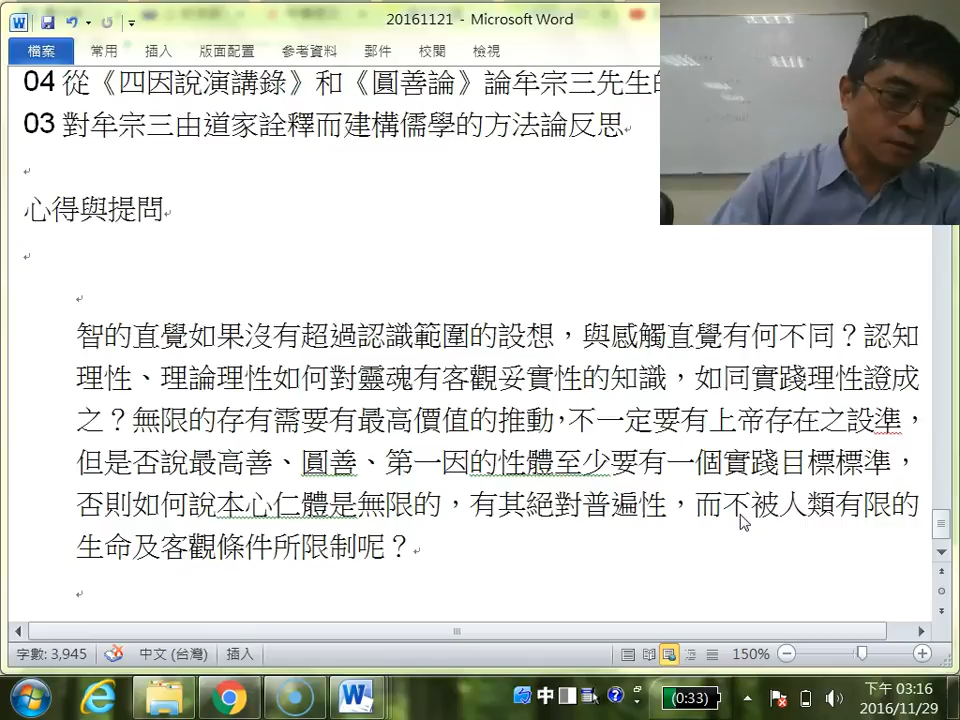 20161121 - Microsoft Word
檔案 常用 插入 版面配置 參考資料 郵件 校閱 檢視
04 從《四因說演講錄》和《圓善論》論牟宗三先生的
03 對牟宗三由道家詮釋而建構儒學的方法論反思
心得與提問
智的直覺如果沒有超過認識範圍的設想，與感觸直覺有何不同？認知
理性、理論理性如何對靈魂有客觀妥實性的知識，如同實踐理性證成
之？無限的存有需要有最高價值的推動，不一定要有上帝存在之設準，
但是否說最高善、圓善、第一因的性體至少要有一個實踐目標標準，
否則如何說本心仁體是無限的，有其絕對普遍性，而不被人類有限的
生命及客觀條件所限制呢？
字數: 3,945 中文 (台灣) 插入 150%
中 (0:33) 下午 03:16
2016/11/29